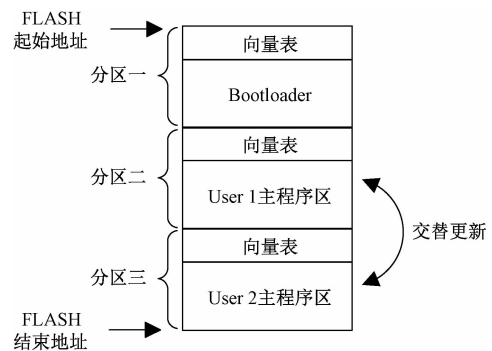 FLASH
起始地址
向量表
分区一
Bootloader
向量表
分区二
User 1主程序区
交替更新
向量表
分区三
User 2主程序区
FLASH
结束地址